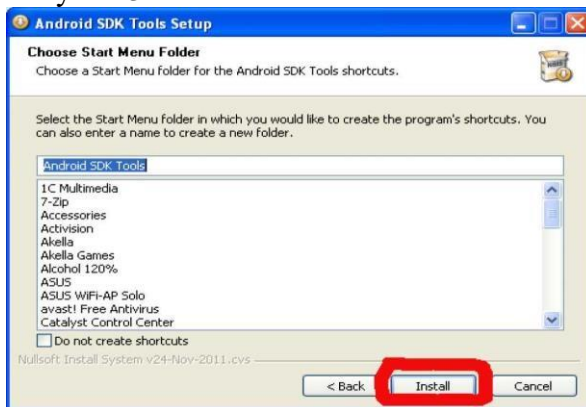 Android SDK Tools Setup
Choose Start Menu Folder
Choose a Start Menu folder for the Android SDK Tools shortcuts.
Select the Start Menu folder in which you would like to create the program's shortcuts. You
can also enter a name to create a new folder.
Android SDK Tools
1C Multimedia
7-Zip
Accessories
Activision
Akella
Akella Games
Alcohol 120%
ASUS
ASUS WiFi-AP Solo
avast! Free Antivirus
Catalyst Control Center
Do not create shortcuts
Nullsoft Install System v24-Nov-2011.cvs
< Back Install Cancel